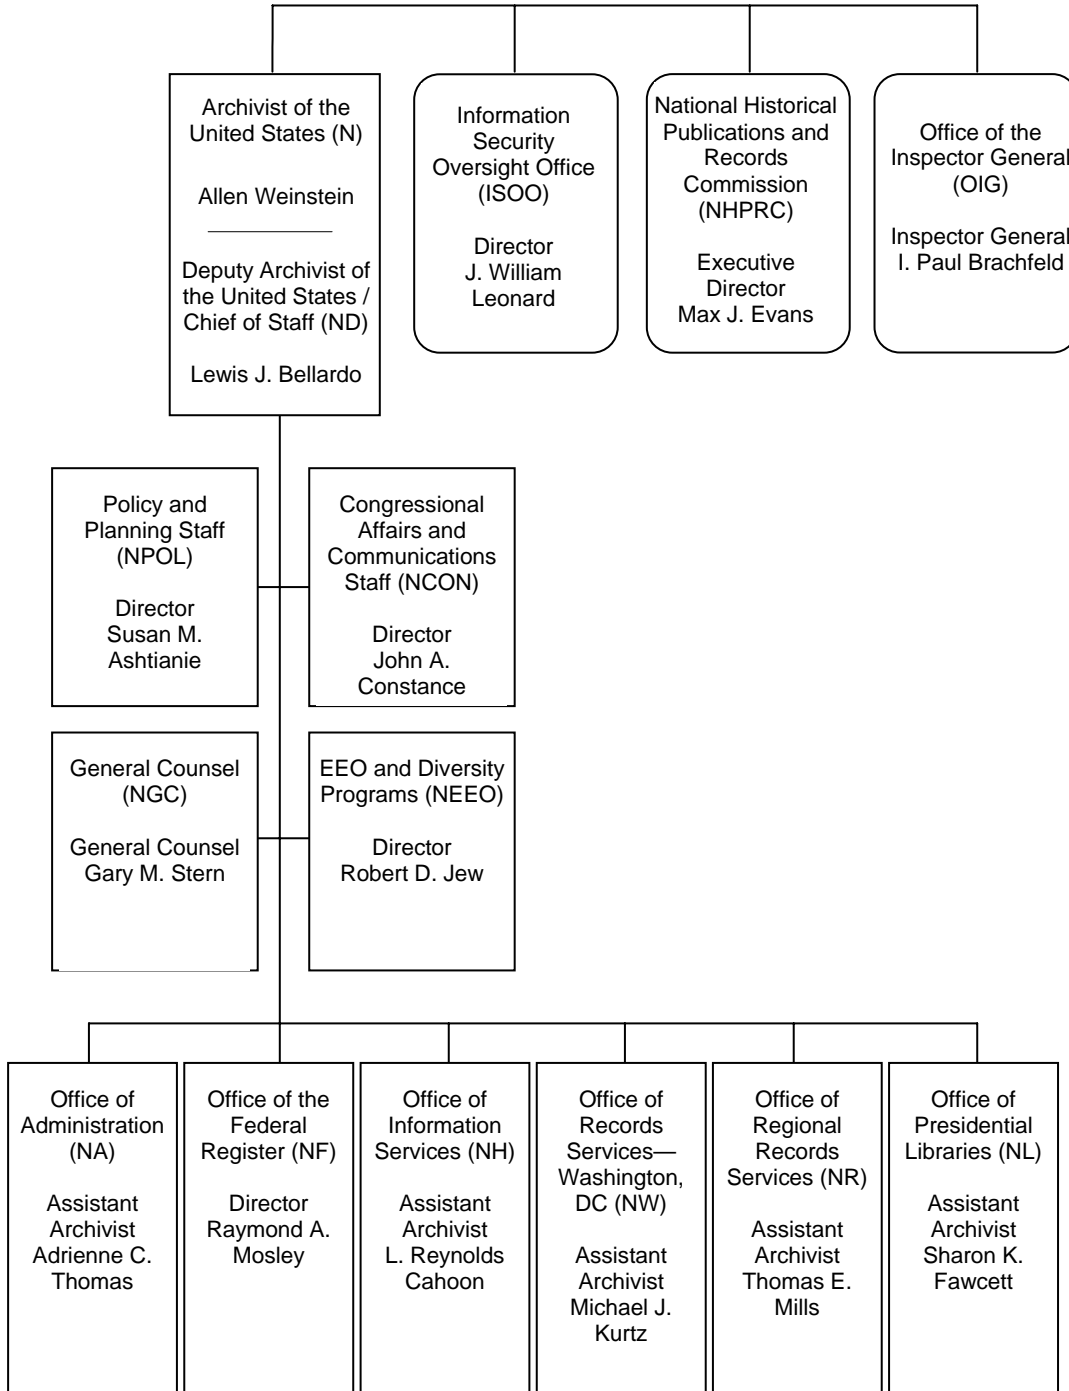 Archivist of the
United States (N)
Allen Weinstein
Deputy Archivist of
the United States /
Chief of Staff (ND)
Lewis J. Bellardo
Information
Security
Oversight Office
(ISOO)
Director
J. William
Leonard
National Historical
Publications and
Records
Commission
(NHPRC)
Executive
Director
Max J. Evans
Office of the
Inspector General
(OIG)
Inspector General
I. Paul Brachfeld
Policy and
Planning Staff
(NPOL)
Director
Susan M.
Ashtianie
Congressional
Affairs and
Communications
Staff (NCON)
Director
John A.
Constance
General Counsel
(NGC)
General Counsel
Gary M. Stern
EEO and Diversity
Programs (NEEO)
Director
Robert D. Jew
Office of
Administration
(NA)
Assistant
Archivist
Adrienne C.
Thomas
Office of the
Federal
Register (NF)
Director
Raymond A.
Mosley
Office of
Information
Services (NH)
Assistant
Archivist
L. Reynolds
Cahoon
Office of
Records
Services—
Washington,
DC (NW)
Assistant
Archivist
Michael J.
Kurtz
Office of
Regional
Records
Services (NR)
Assistant
Archivist
Thomas E.
Mills
Office of
Presidential
Libraries (NL)
Assistant
Archivist
Sharon K.
Fawcett